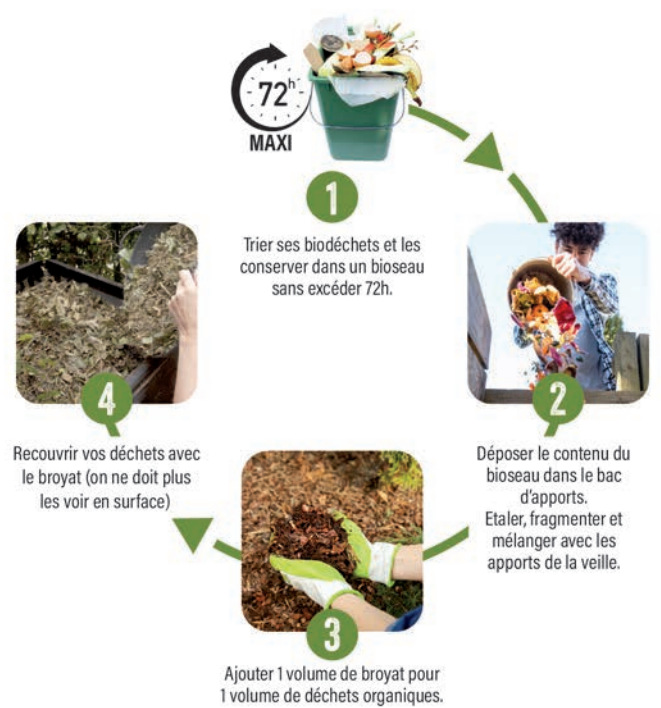 72h
MAXI
1
Trier ses biodéchets et les
conserver dans un bioseau
sans excéder 72h.
2
Déposer le contenu du
bioseau dans le bac
d'apports.
Etaler, fragmenter et
mélanger avec les
apports de la veille.
3
Ajouter 1 volume de broyat pour
1 volume de déchets organiques.
4
Recouvrir vos déchets avec
le broyat (on ne doit plus
les voir en surface)